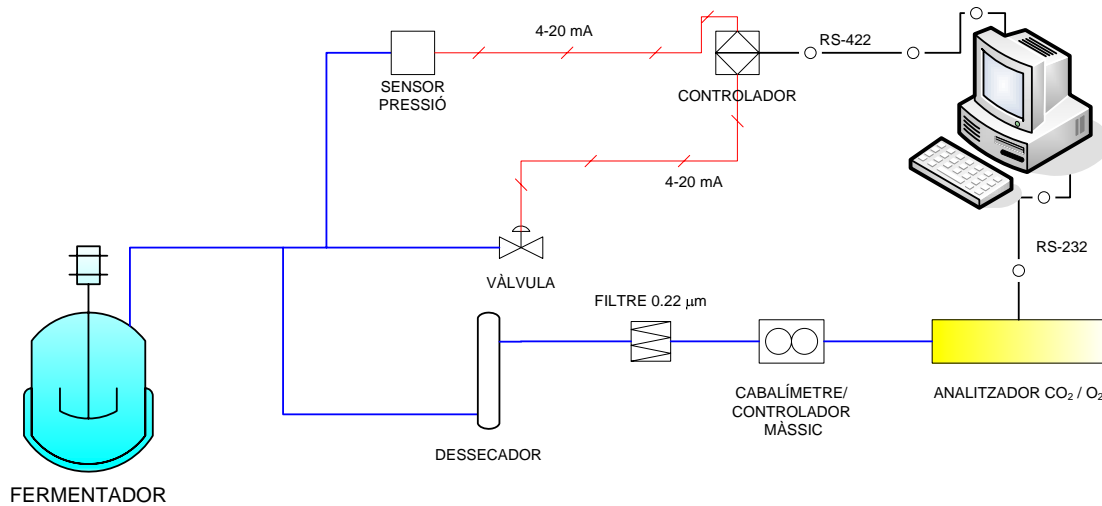 4-20 mA
RS-422
SENSOR
PRESSIÓ
CONTROLADOR
4-20 mA
RS-232
VÀLVULA
FILTRE 0.22 μm
CABALÍMETRE/
CONTROLADOR
MÀSSIC
ANALITZADOR CO₂ / O₂
DESSECADOR
FERMENTADOR